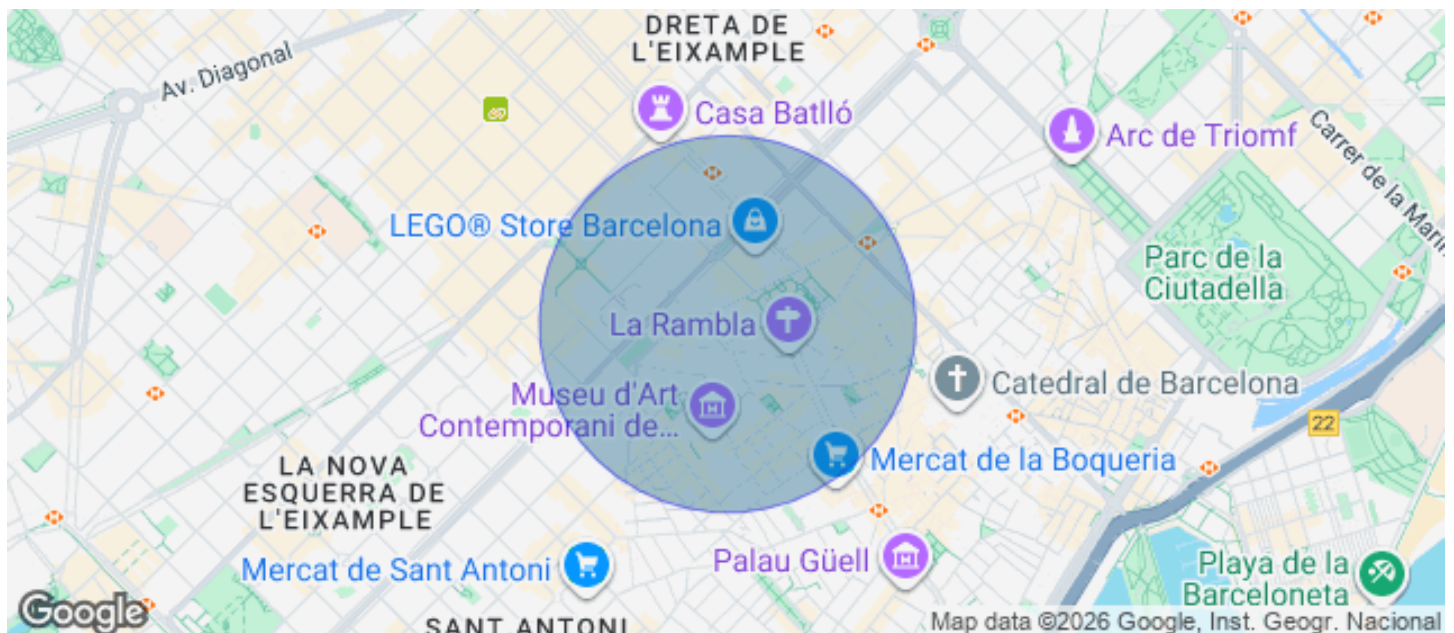 DRETA DE
L'EIXAMPLE
Av. Diagonal
Casa Batlló
Arc de Triomf
Carrer de la Marin
LEGO® Store Barcelona
Parc de la
Ciutadella
La Rambla
Catedral de Barcelona
Museu d'Art
Contemporani de...
22
Mercat de la Boqueria
LA NOVA
ESQUERRA DE
L'EIXAMPLE
Palau Güell
Mercat de Sant Antoni
Playa de la
Barceloneta
Google
SANT ANTONI
Map data ©2026 Google, Inst. Geogr. Nacional